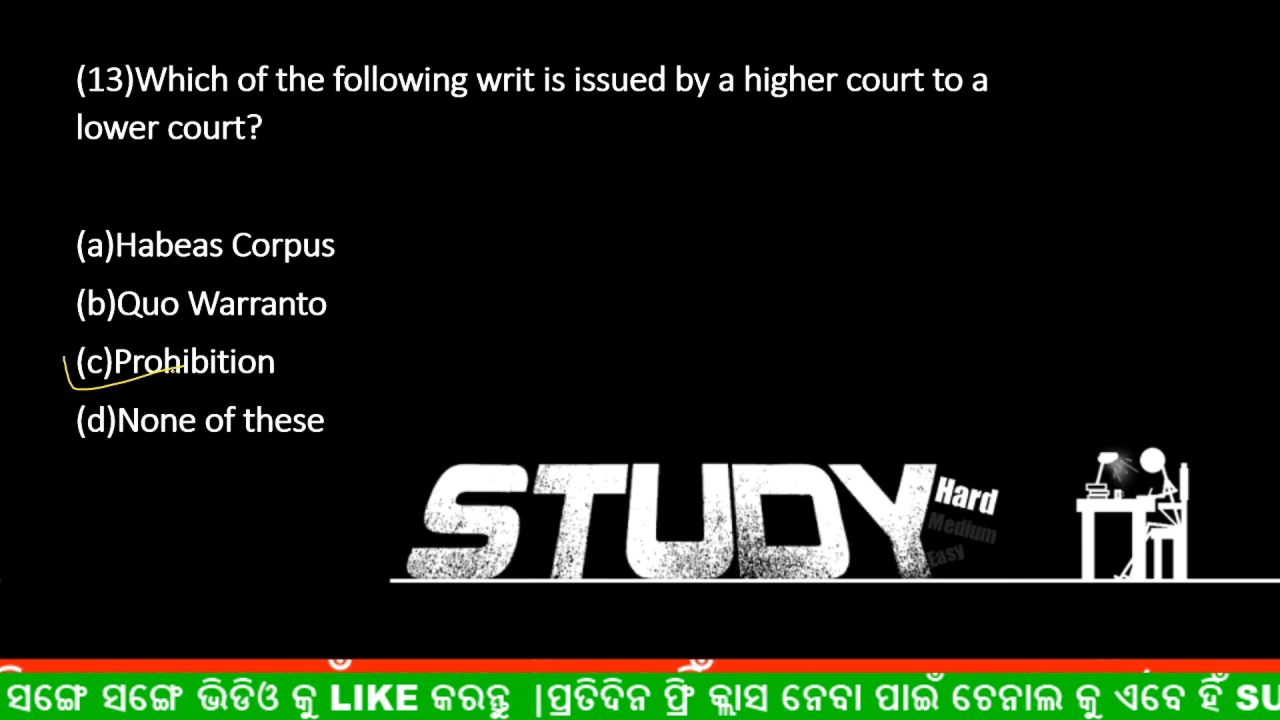 (13)Which of the following writ is issued by a higher court to a
lower court?
(a)Habeas Corpus
(b)Quo Warranto
(c)Prohibition
(d)None of these
STUDY
Hard
Medium
Easy
ସଙ୍ଗେ ସଙ୍ଗେ ଭିଡିଓ କୁ LIKE କରନ୍ତୁ |ପ୍ରତିଦିନ ଫ୍ରି କ୍ଲାସ ନେବା ପାଇଁ ଚେନାଲ କୁ ଏବେ ହିଁ SU